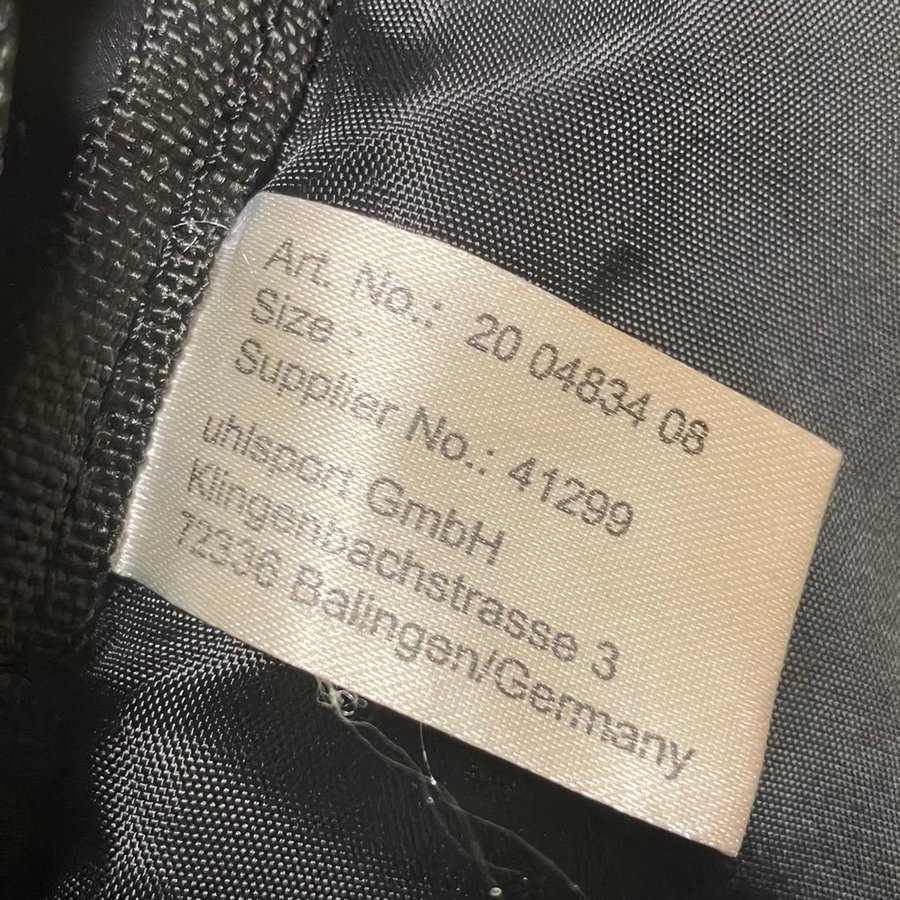 Art. No.: 20 04834 08
Size :
Supplier No.: 41299
uhlsport GmbH
Klingenbachstrasse 3
72336 Balingen/Germany